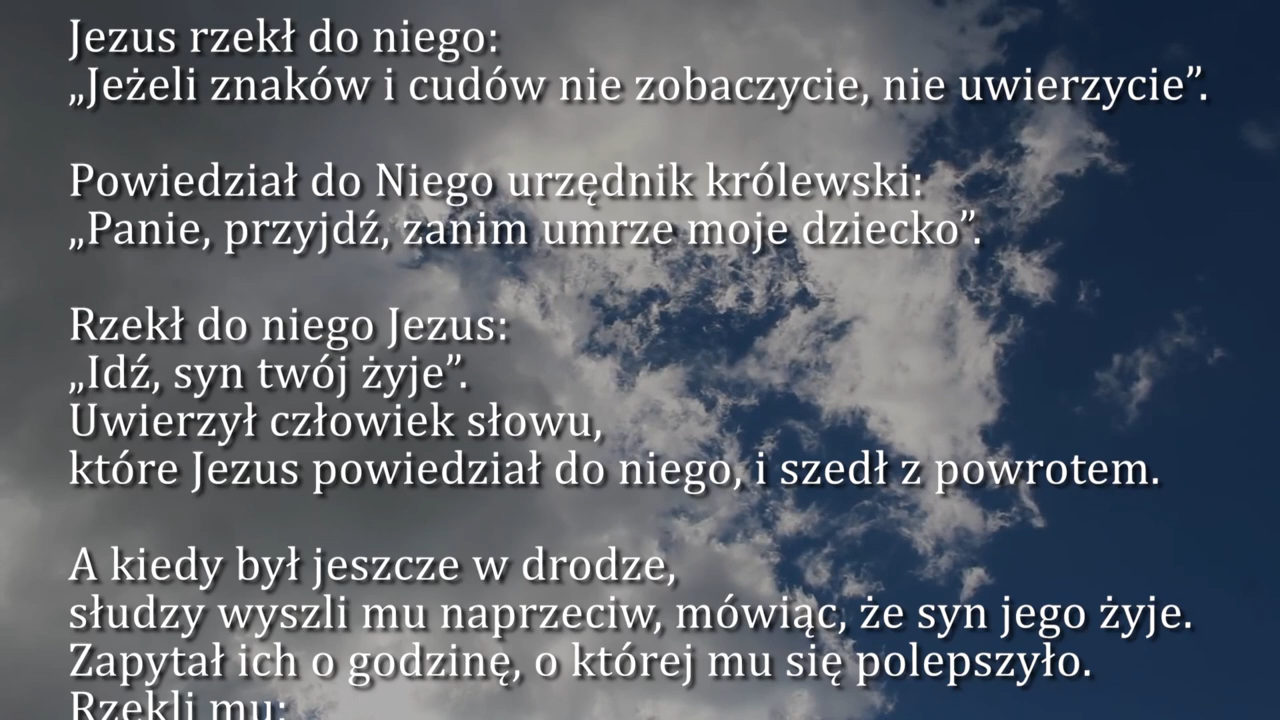 Jezus rzekł do niego:
„Jeżeli znaków i cudów nie zobaczycie, nie uwierzycie”.
Powiedział do Niego urzędnik królewski:
„Panie, przyjdź, zanim umrze moje dziecko”.
Rzekł do niego Jezus:
„Idź, syn twój żyje”.
Uwierzył człowiek słowu,
które Jezus powiedział do niego, i szedł z powrotem.
A kiedy był jeszcze w drodze,
słudzy wyszli mu naprzeciw, mówiąc, że syn jego żyje.
Zapytał ich o godzinę, o której mu się polepszyło.
Rzekli mu: